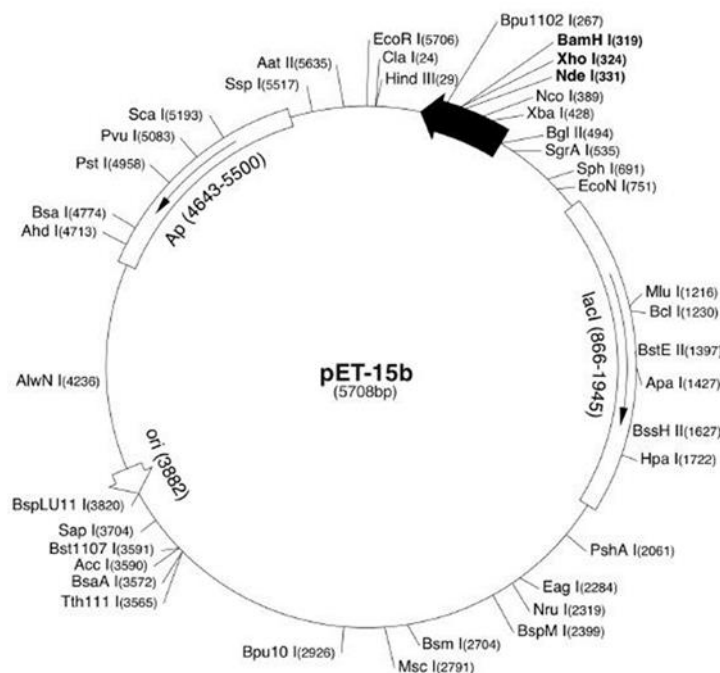 EcoR I(5706)
Cla I(24)
Hind III(29)
Bpu1102 I(267)
BamH I(319)
Xho I(324)
Nde I(331)
Nco I(389)
Xba I(428)
Bgl II(494)
SgrA I(535)
Sph I(691)
EcoN I(751)
lacI (866-1945)
Mlu I(1216)
Bcl I(1230)
BstE II(1397)
Apa I(1427)
BssH II(1627)
Hpa I(1722)
PshA I(2061)
Eag I(2284)
Nru I(2319)
BspM I(2399)
Bsm I(2704)
Msc I(2791)
Bpu10 I(2926)
Tth111 I(3565)
BsaA I(3572)
Acc I(3590)
Bst1107 I(3591)
Sap I(3704)
BspLU11 I(3820)
ori (3882)
AlwN I(4236)
Ap (4643-5500)
Ahd I(4713)
Bsa I(4774)
Pst I(4958)
Pvu I(5083)
Sca I(5193)
Ssp I(5517)
Aat II(5635)
pET-15b
(5708bp)